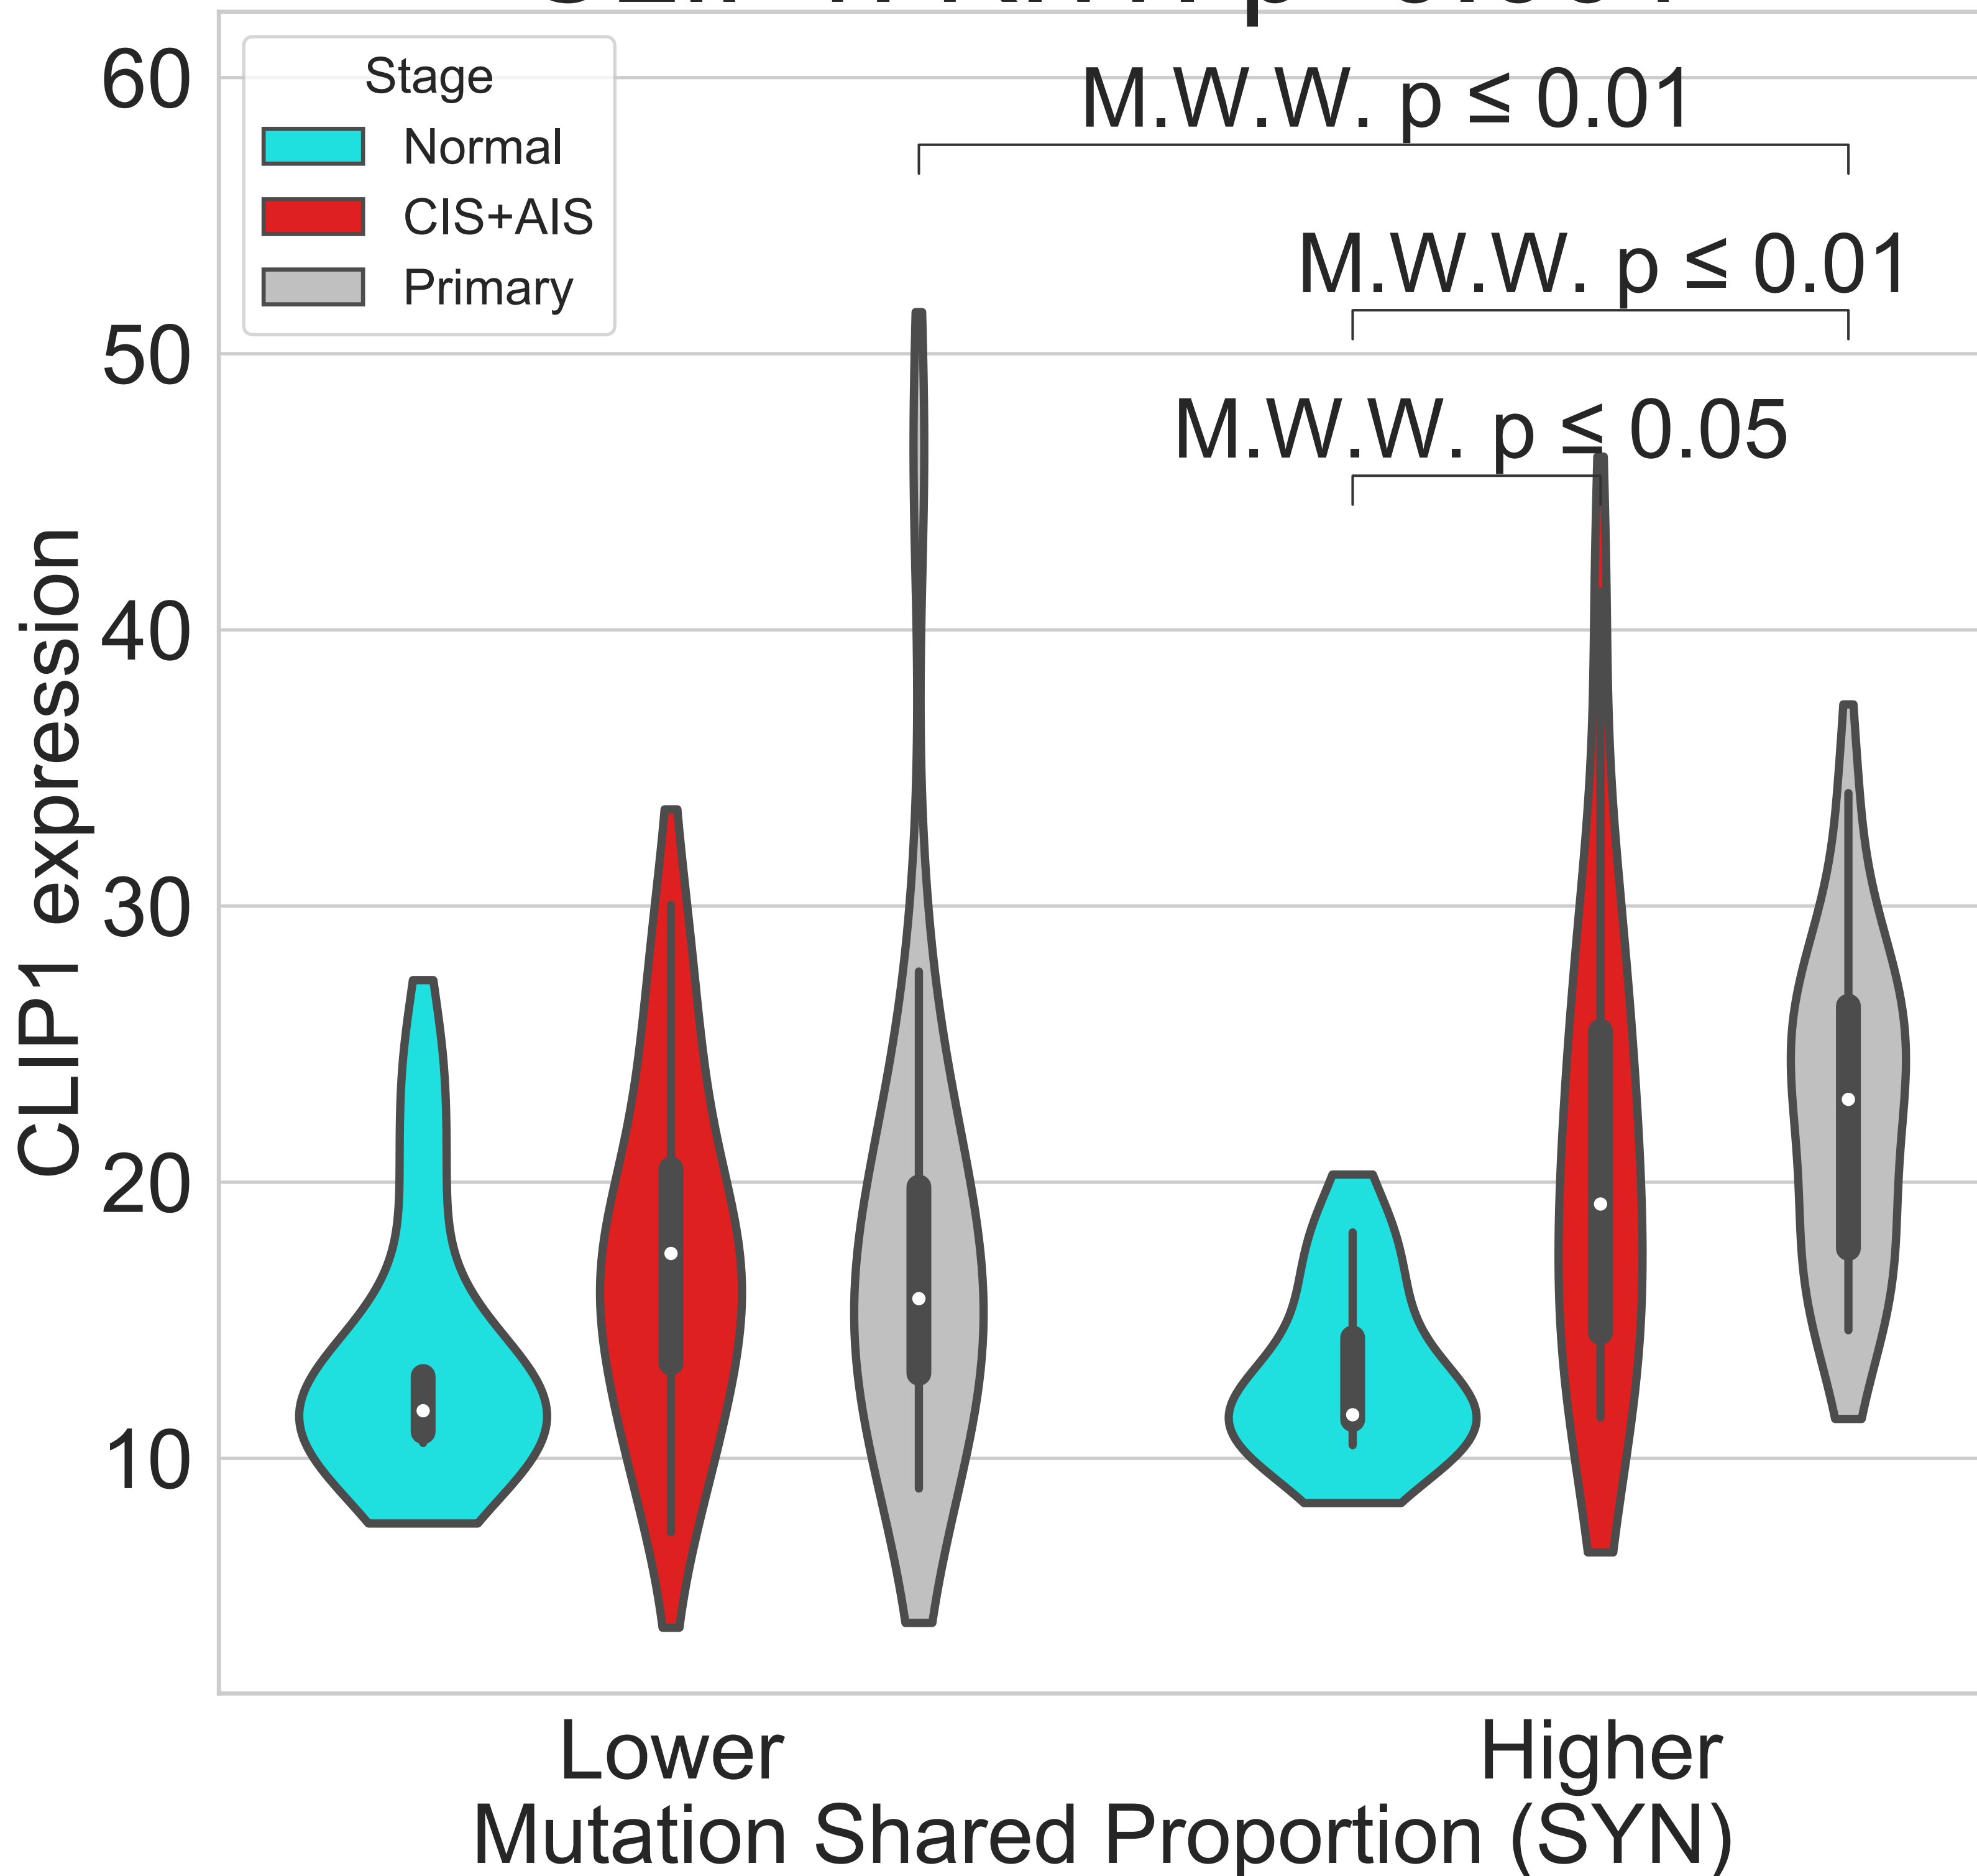 60
50
40
30
20
10
CLIP1 expression
Stage
Normal
CIS+AIS
Primary
M.W.W. p ≤ 0.01
M.W.W. p ≤ 0.01
M.W.W. p ≤ 0.05
Lower
Higher
Mutation Shared Proportion (SYN)